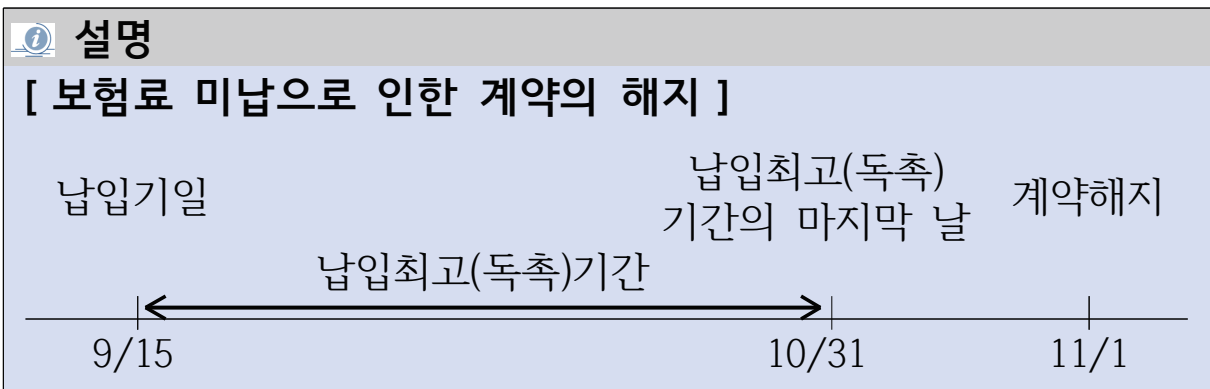 설명
[ 보험료 미납으로 인한 계약의 해지 ]
납입기일
납입최고(독촉)
기간의 마지막 날
계약해지
납입최고(독촉)기간
9/15
10/31
11/1